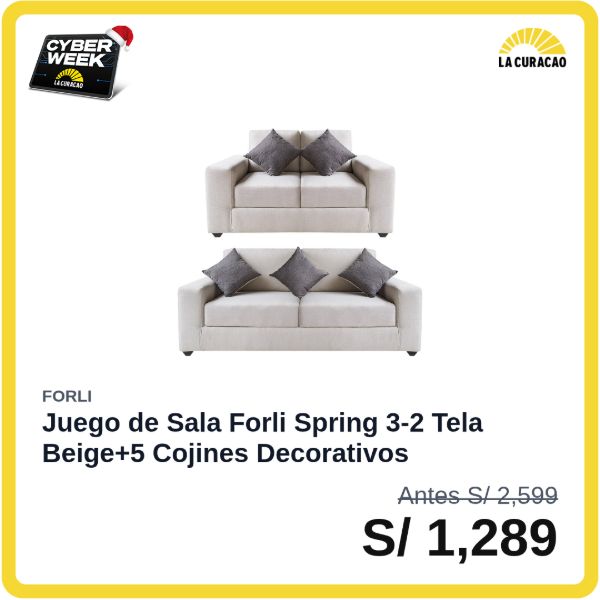 CYBER
WEEK
LA CURACAO
LA CURACAO
FORLI
Juego de Sala Forli Spring 3-2 Tela
Beige+5 Cojines Decorativos
Antes S/ 2,599
S/ 1,289